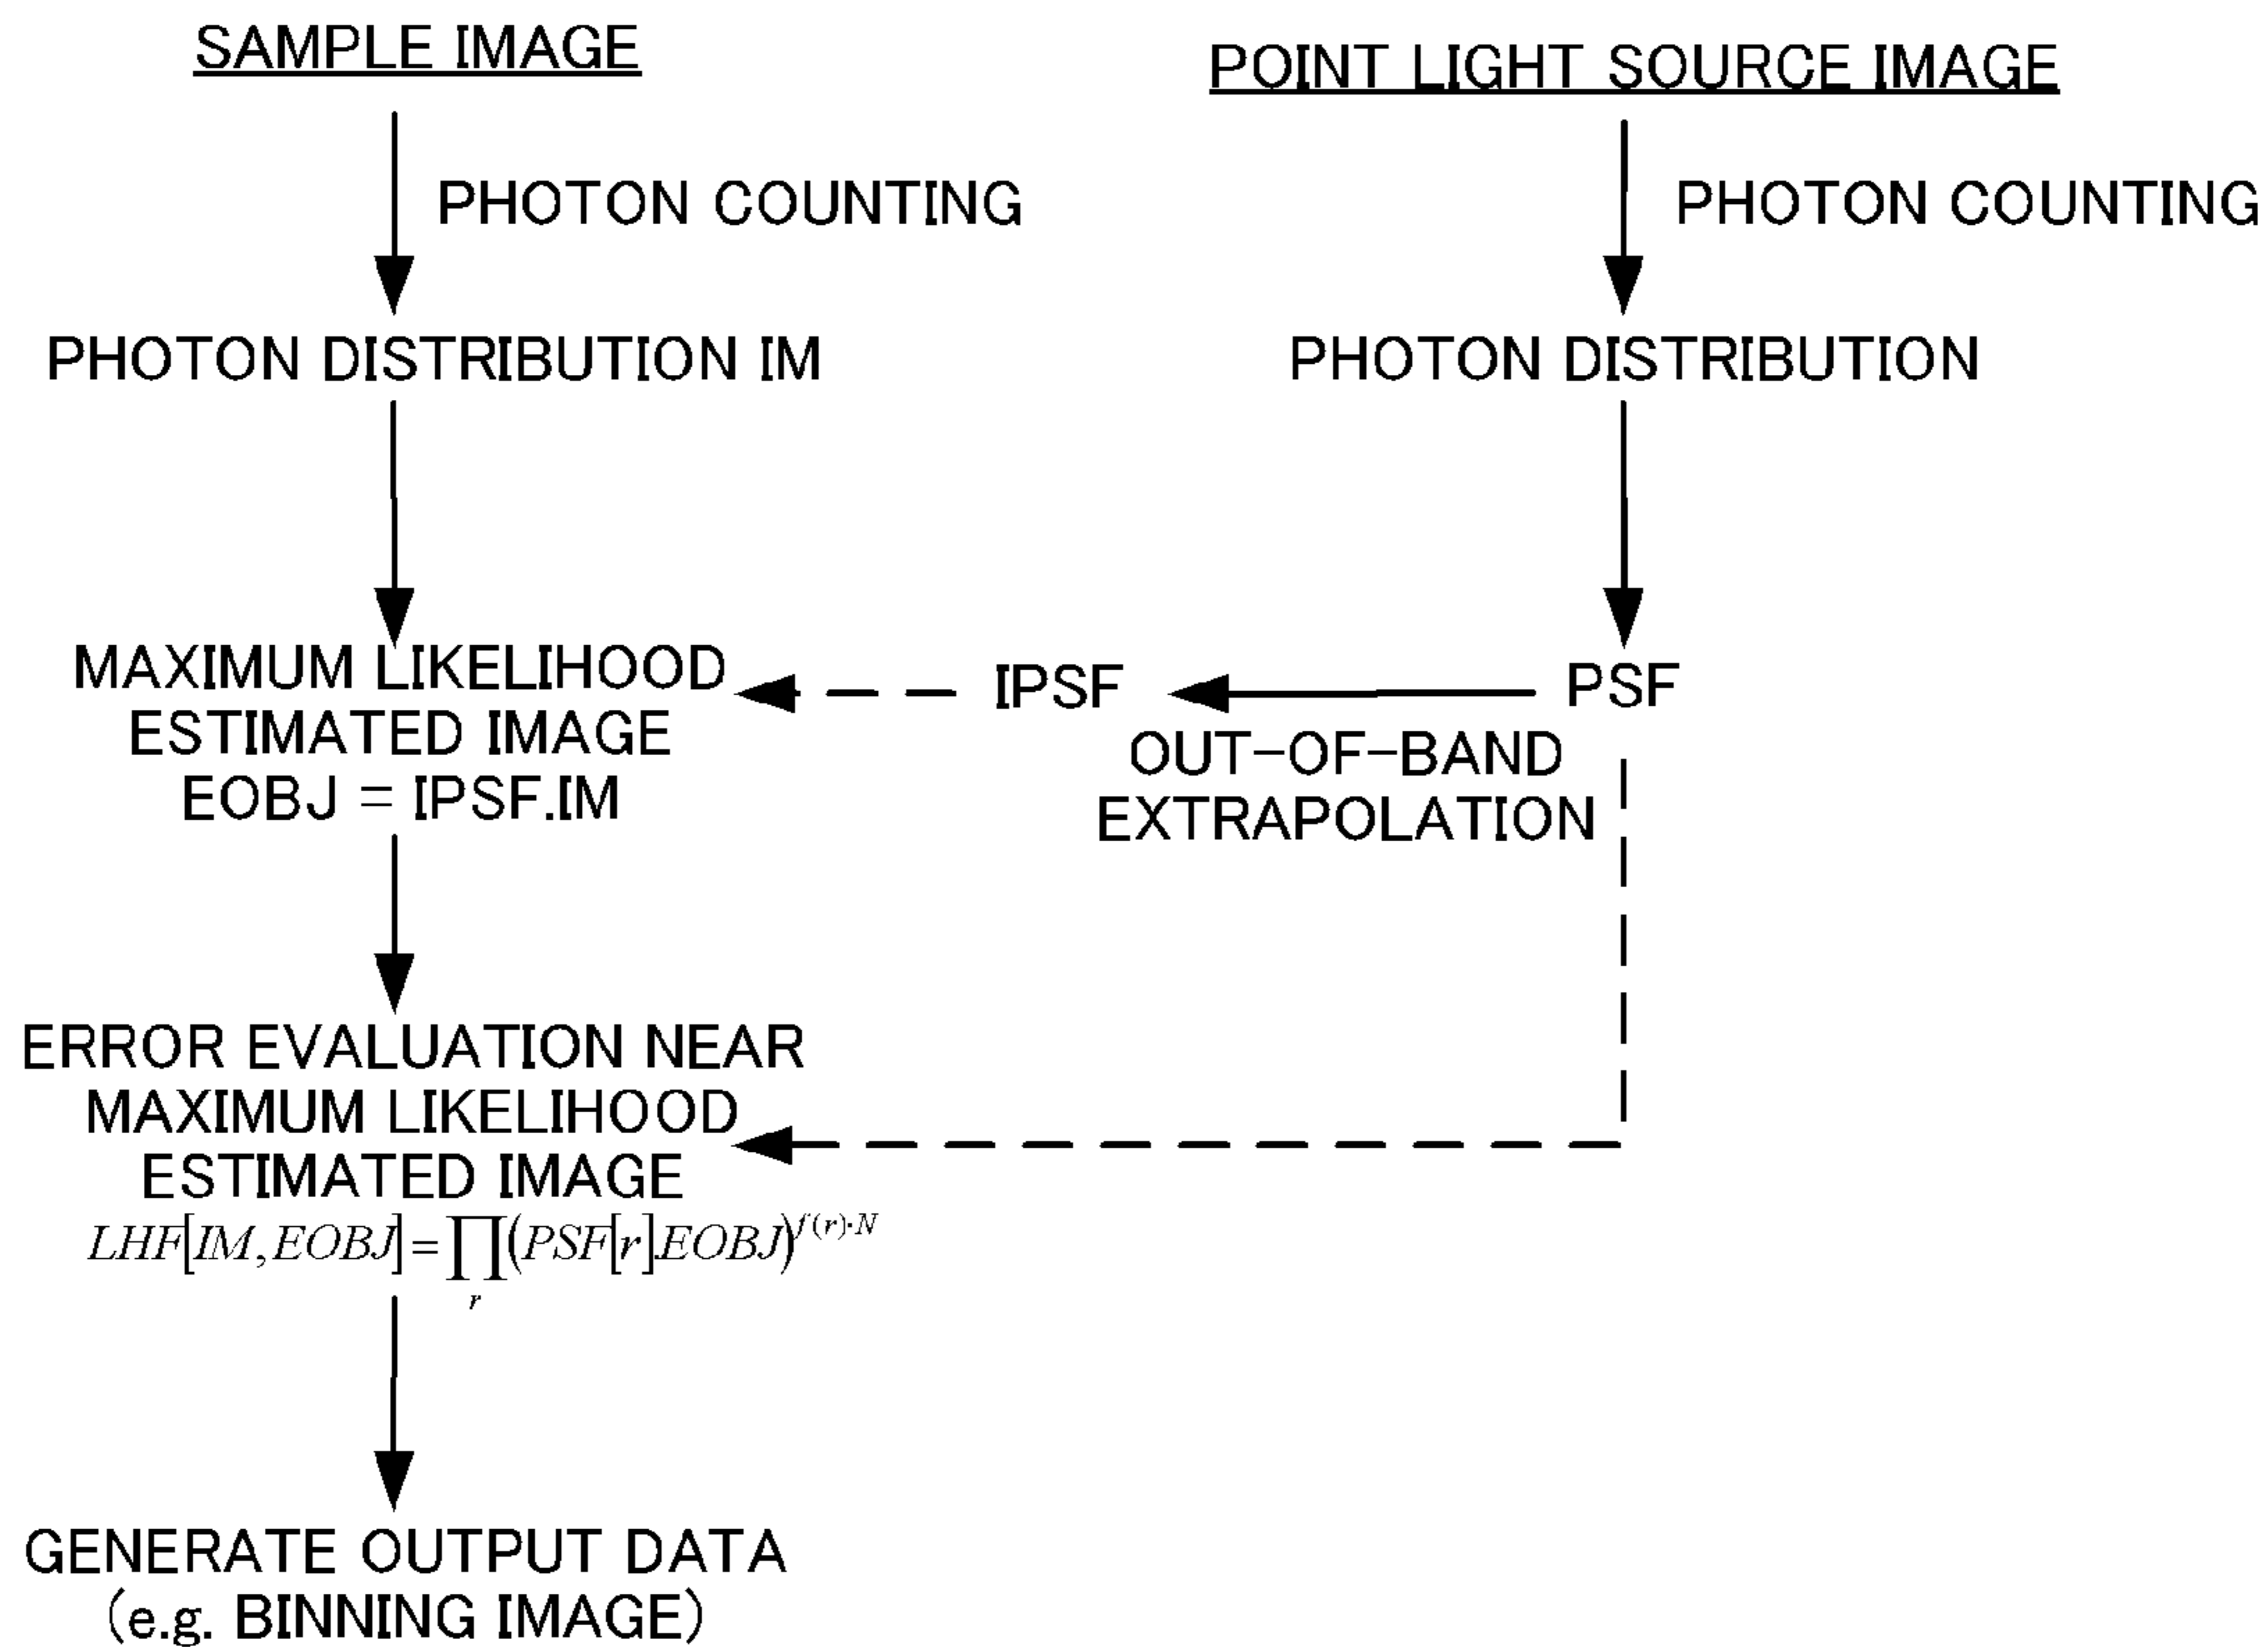 SAMPLE IMAGE
POINT LIGHT SOURCE IMAGE
PHOTON COUNTING
PHOTON COUNTING
PHOTON DISTRIBUTION IM
PHOTON DISTRIBUTION
MAXIMUM LIKELIHOOD
ESTIMATED IMAGE
EOBJ = IPSF.IM
IPSF
PSF
OUT-OF-BAND
EXTRAPOLATION
ERROR EVALUATION NEAR
MAXIMUM LIKELIHOOD
ESTIMATED IMAGE
LHF[IM, EOBJ] = ∏_r (PSF[r].EOBJ)^{f(r)·N}
GENERATE OUTPUT DATA
(e.g. BINNING IMAGE)